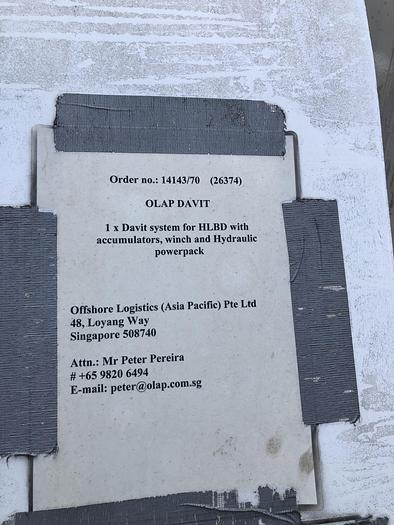 Order no.: 14143/70 (26374)
OLAP DAVIT
1 x Davit system for HLBD with
accumulators, winch and Hydraulic
powerpack
Offshore Logistics (Asia Pacific) Pte Ltd
48, Loyang Way
Singapore 508740
Attn.: Mr Peter Pereira
# +65 9820 6494
E-mail: peter@olap.com.sg